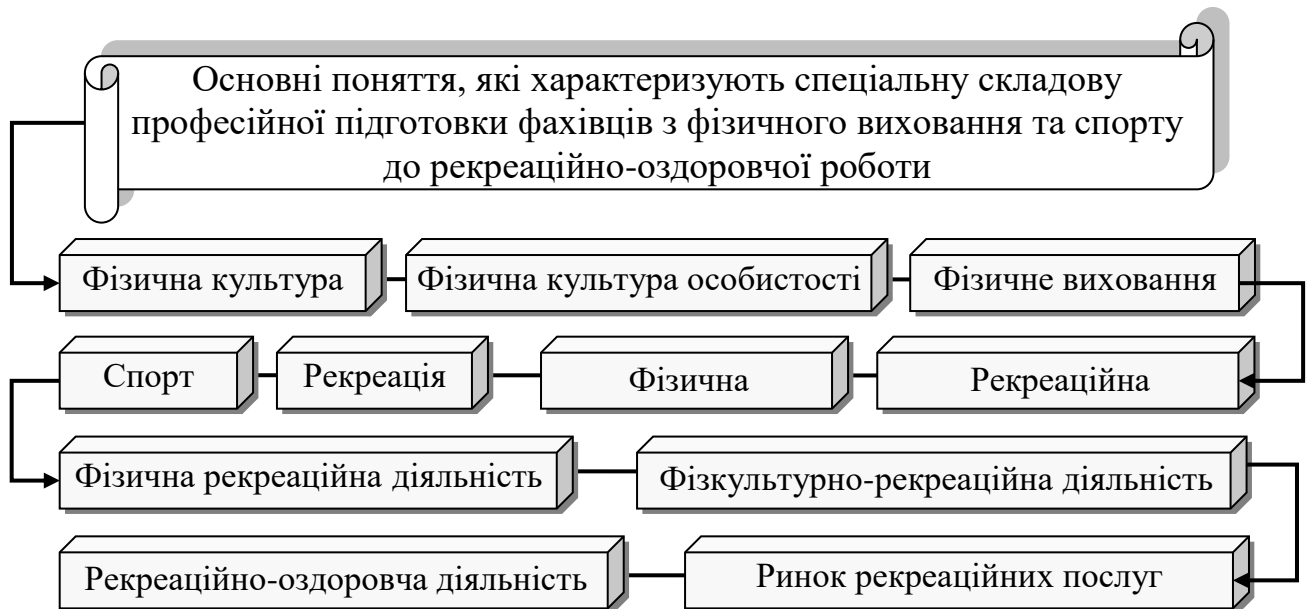 Основні поняття, які характеризують спеціальну складову
професійної підготовки фахівців з фізичного виховання та спорту
до рекреаційно-оздоровчої роботи
Фізична культура
Фізична культура особистості
Фізичне виховання
Спорт
Рекреація
Фізична
Рекреаційна
Фізична рекреаційна діяльність
Фізкультурно-рекреаційна діяльність
Рекреаційно-оздоровча діяльність
Ринок рекреаційних послуг